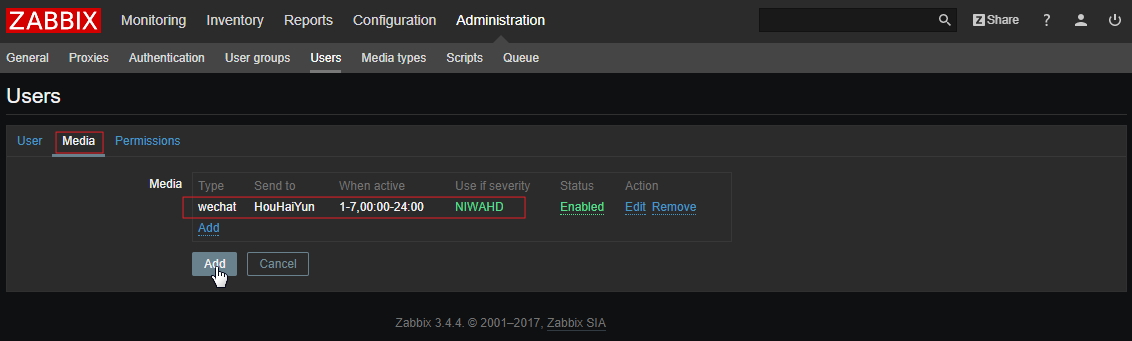 ZABBIX Monitoring Inventory Reports Configuration Administration Z Share ?
General Proxies Authentication User groups Users Media types Scripts Queue
Users
User Media Permissions
Media Type Send to When active Use if severity Status Action
wechat HouHaiYun 1-7,00:00-24:00 NIWAHD Enabled Edit Remove
Add
Add Cancel
Zabbix 3.4.4. © 2001–2017, Zabbix SIA